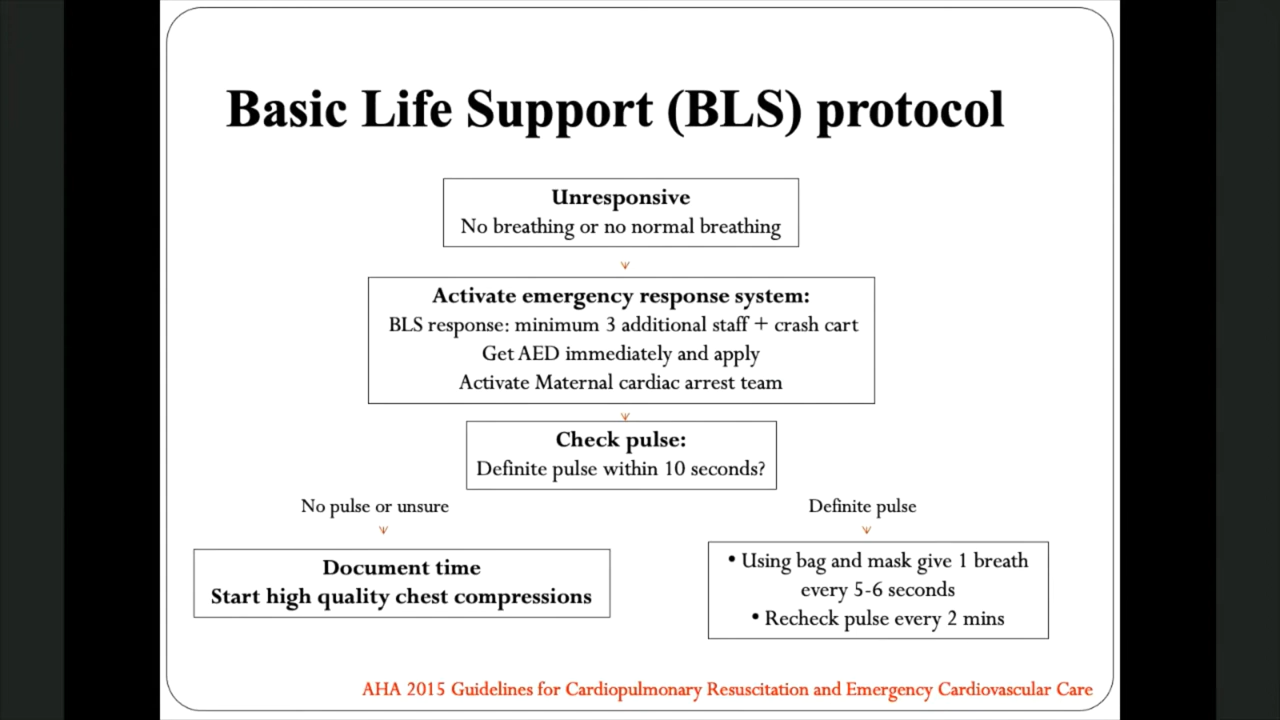 Basic Life Support (BLS) protocol
Unresponsive
No breathing or no normal breathing
Activate emergency response system:
BLS response: minimum 3 additional staff + crash cart
Get AED immediately and apply
Activate Maternal cardiac arrest team
Check pulse:
Definite pulse within 10 seconds?
No pulse or unsure
Definite pulse
Document time
Start high quality chest compressions
• Using bag and mask give 1 breath
every 5-6 seconds
• Recheck pulse every 2 mins
AHA 2015 Guidelines for Cardiopulmonary Resuscitation and Emergency Cardiovascular Care